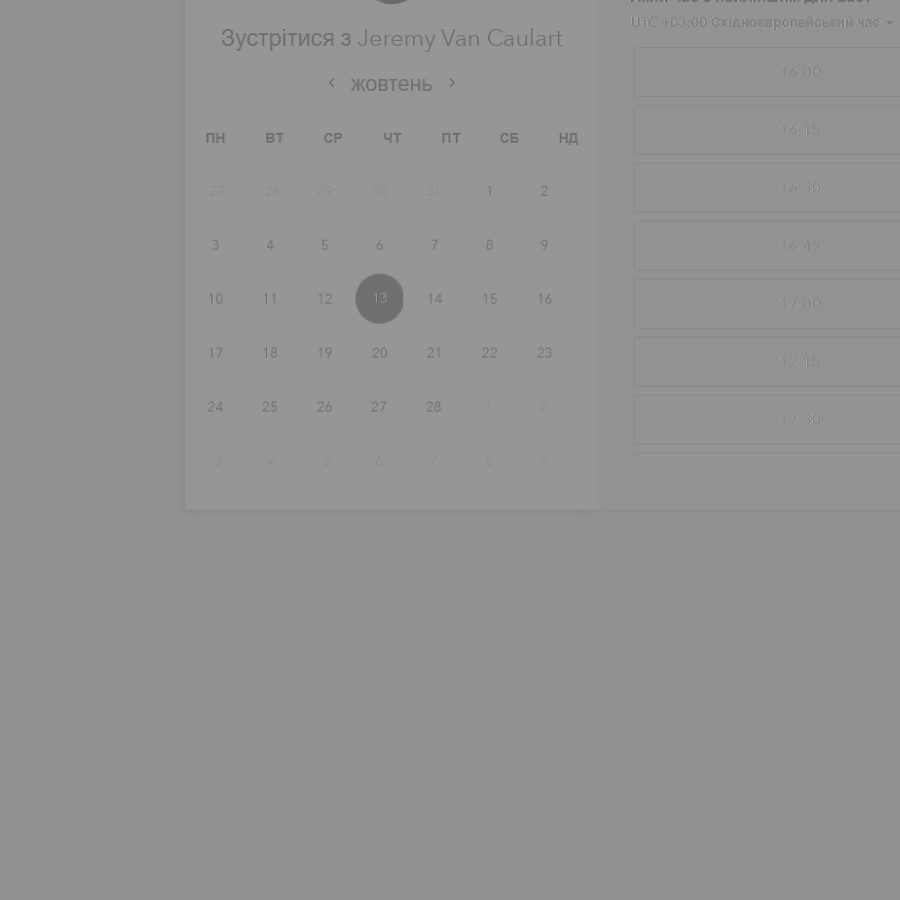 Зустрітися з Jeremy Van Caulart
жовтень
ПН ВТ СР ЧТ ПТ СБ НД
27 28 29 30 31 1 2
3 4 5 6 7 8 9
10 11 12 13 14 15 16
17 18 19 20 21 22 23
24 25 26 27 28 1 2
3 4 5 6 7 8 9
UTC +03:00 Східноєвропейський час
16:00
16:15
16:30
16:45
17:00
17:15
17:30